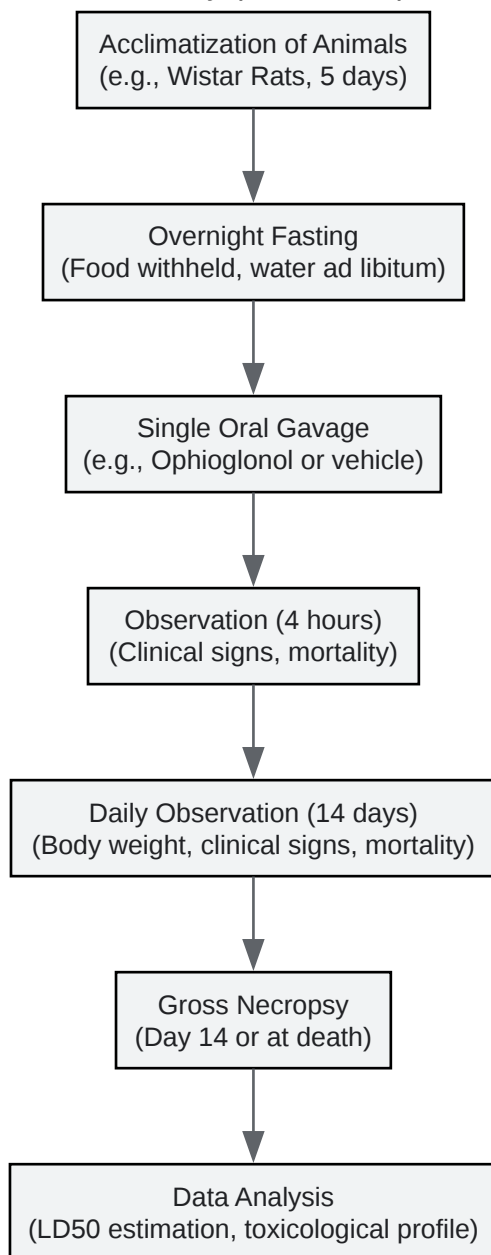 Acclimatization of Animals
(e.g., Wistar Rats, 5 days)
Overnight Fasting
(Food withheld, water ad libitum)
Single Oral Gavage
(e.g., Ophioglonol or vehicle)
Observation (4 hours)
(Clinical signs, mortality)
Daily Observation (14 days)
(Body weight, clinical signs, mortality)
Gross Necropsy
(Day 14 or at death)
Data Analysis
(LD50 estimation, toxicological profile)